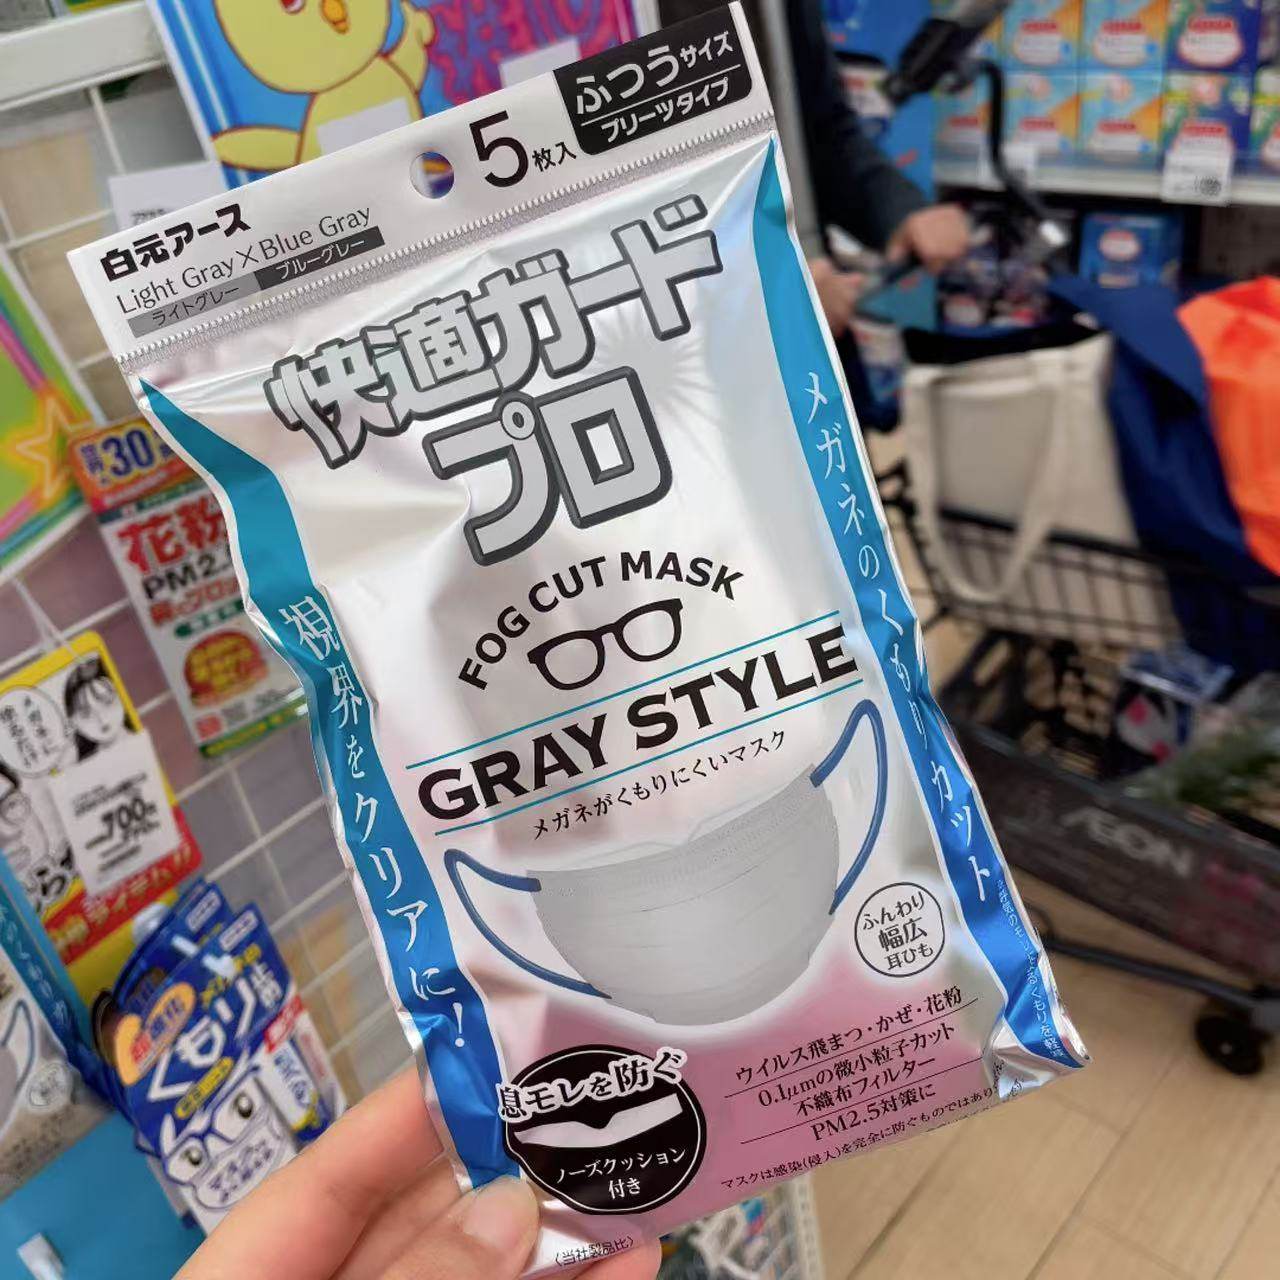 ふつうサイズ
プリーツタイプ
5枚入
白元アース
Light Gray×Blue Gray
ライトグレー
ブルーグレー
快適ガード
プロ
FOG CUT MASK
GRAY STYLE
メガネがくもりにくいマスク
視界をクリアに!
メガネのくもりカット
ふんわり
幅広
耳ひも
ウイルス飛まつ・かぜ・花粉
0.1μmの微小粒子カット
不織布フィルター
PM2.5対策に
マスクは感染(侵入)を完全に防ぐものではあり
息モレを防ぐ
ノーズクッション
付き
(当社製品比)
30
花粉
PM2.
700
くもり
AEON